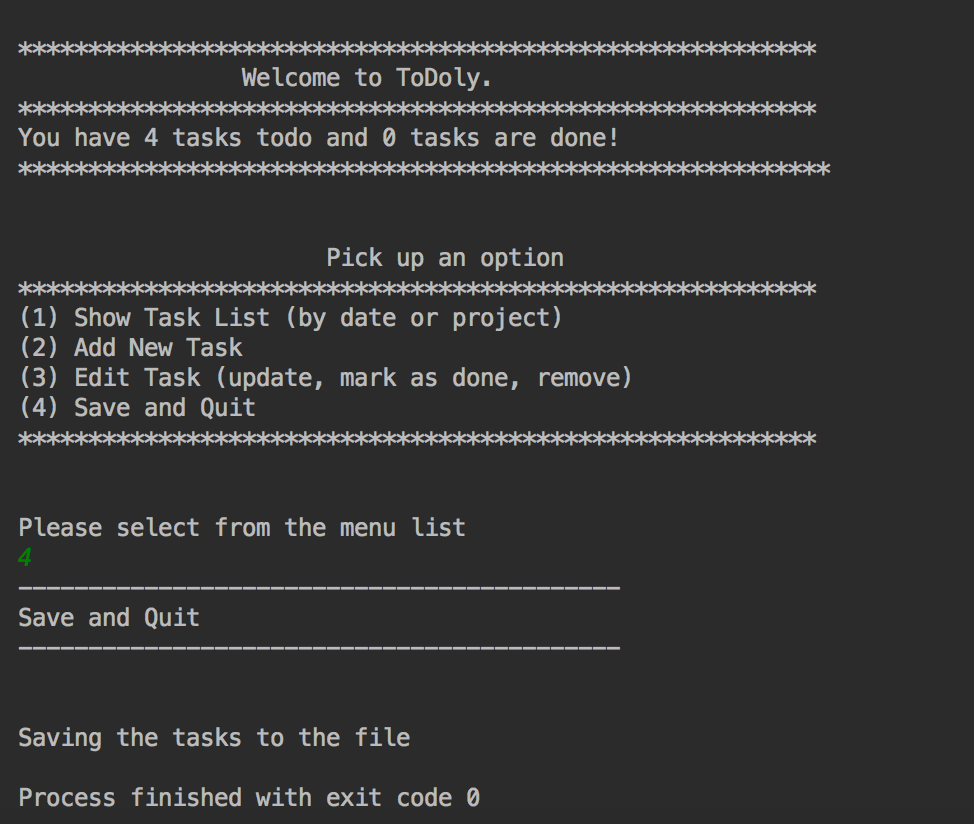 *********************************************************
Welcome to ToDoly.
*********************************************************
You have 4 tasks todo and 0 tasks are done!
**********************************************************
Pick up an option
*********************************************************
(1) Show Task List (by date or project)
(2) Add New Task
(3) Edit Task (update, mark as done, remove)
(4) Save and Quit
*********************************************************
Please select from the menu list
4
-------------------------------------------
Save and Quit
-------------------------------------------
Saving the tasks to the file
Process finished with exit code 0